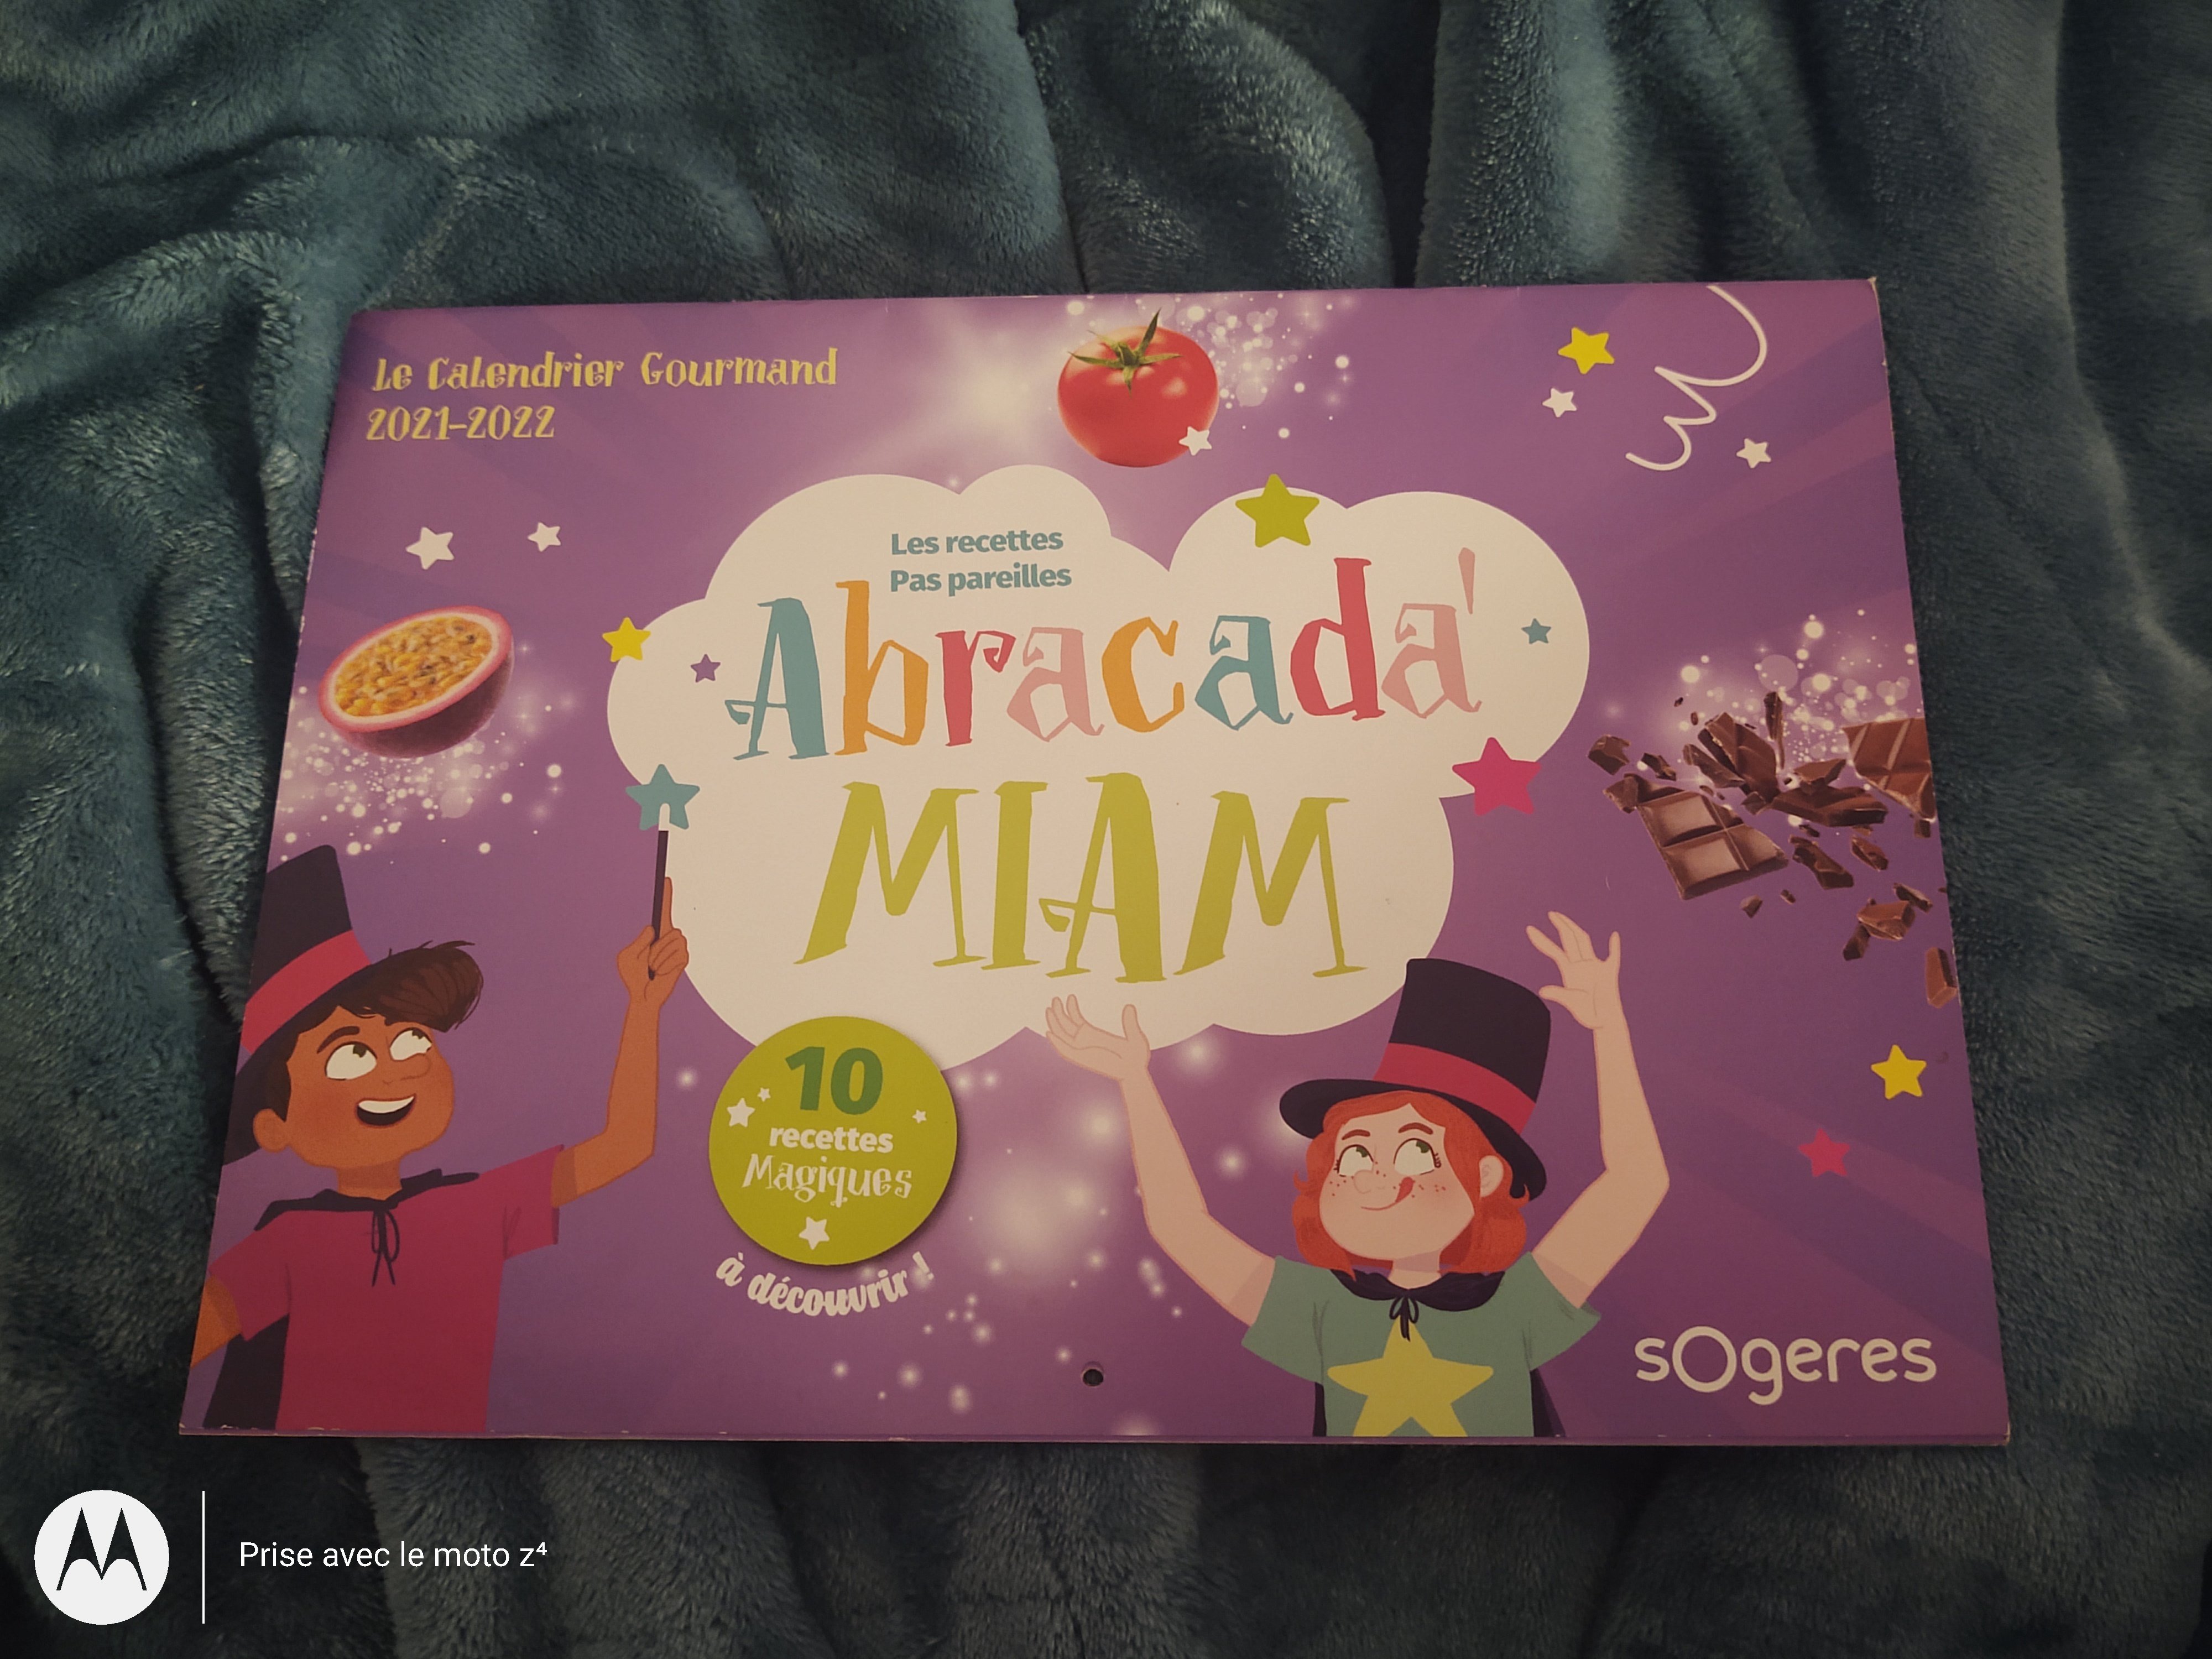 Le Calendrier Gourmand
2021-2022
Les recettes
Pas pareilles
Abracada'
MIAM
10
recettes
Magiques
à découvrir !
sOgeres
Prise avec le moto z⁴